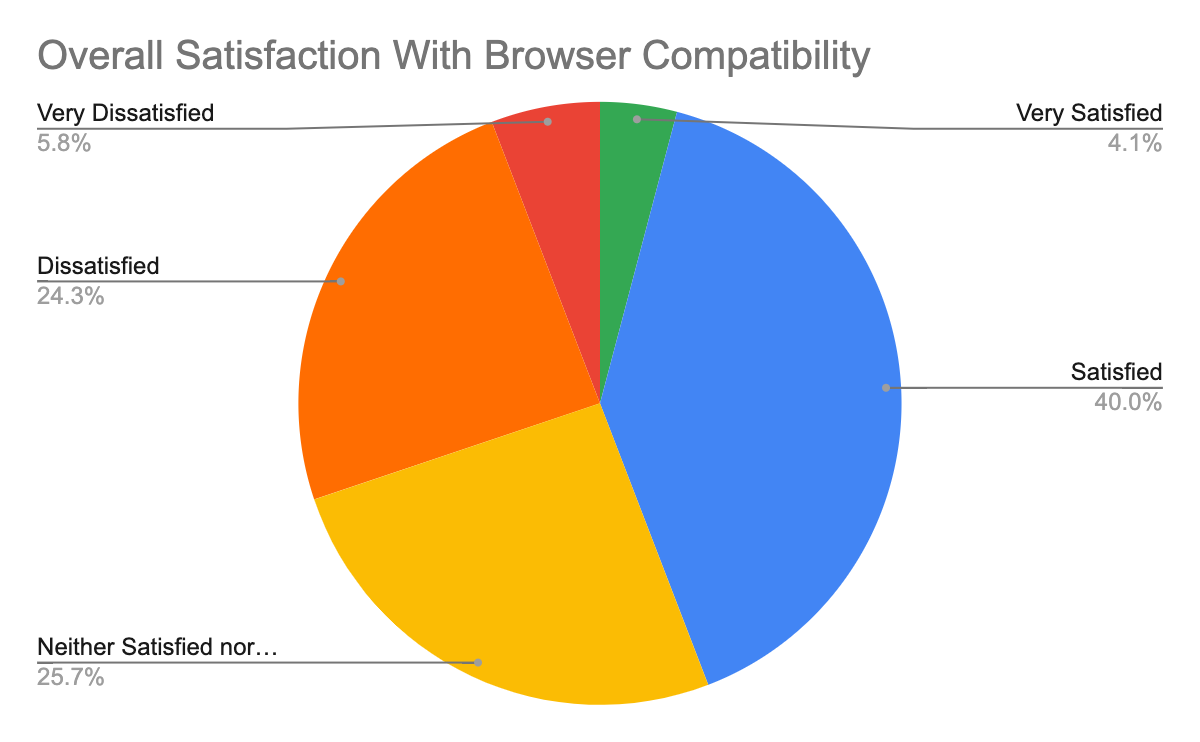 Overall Satisfaction With Browser Compatibility
Very Dissatisfied
5.8%
Very Satisfied
4.1%
Dissatisfied
24.3%
Satisfied
40.0%
Neither Satisfied nor…
25.7%